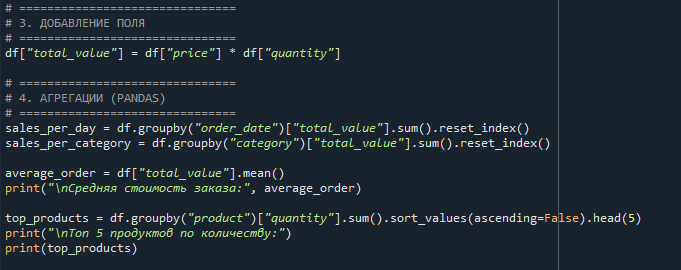 # ==============================
# 3. ДОБАВЛЕНИЕ ПОЛЯ
# ==============================
df["total_value"] = df["price"] * df["quantity"]
# ==============================
# 4. АГРЕГАЦИИ (PANDAS)
# ==============================
sales_per_day = df.groupby("order_date")["total_value"].sum().reset_index()
sales_per_category = df.groupby("category")["total_value"].sum().reset_index()
average_order = df["total_value"].mean()
print("\nСредняя стоимость заказа:", average_order)
top_products = df.groupby("product")["quantity"].sum().sort_values(ascending=False).head(5)
print("\nТоп 5 продуктов по количеству:")
print(top_products)